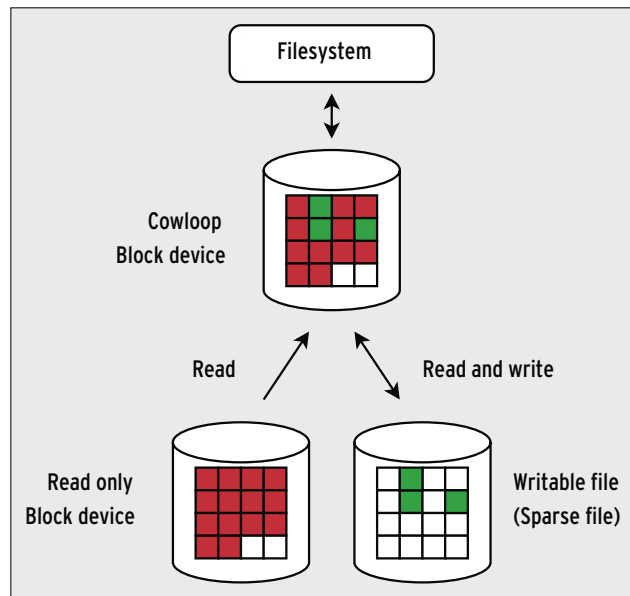 Filesystem
Cowloop
Block device
Read
Read and write
Read only
Block device
Writable file
(Sparse file)